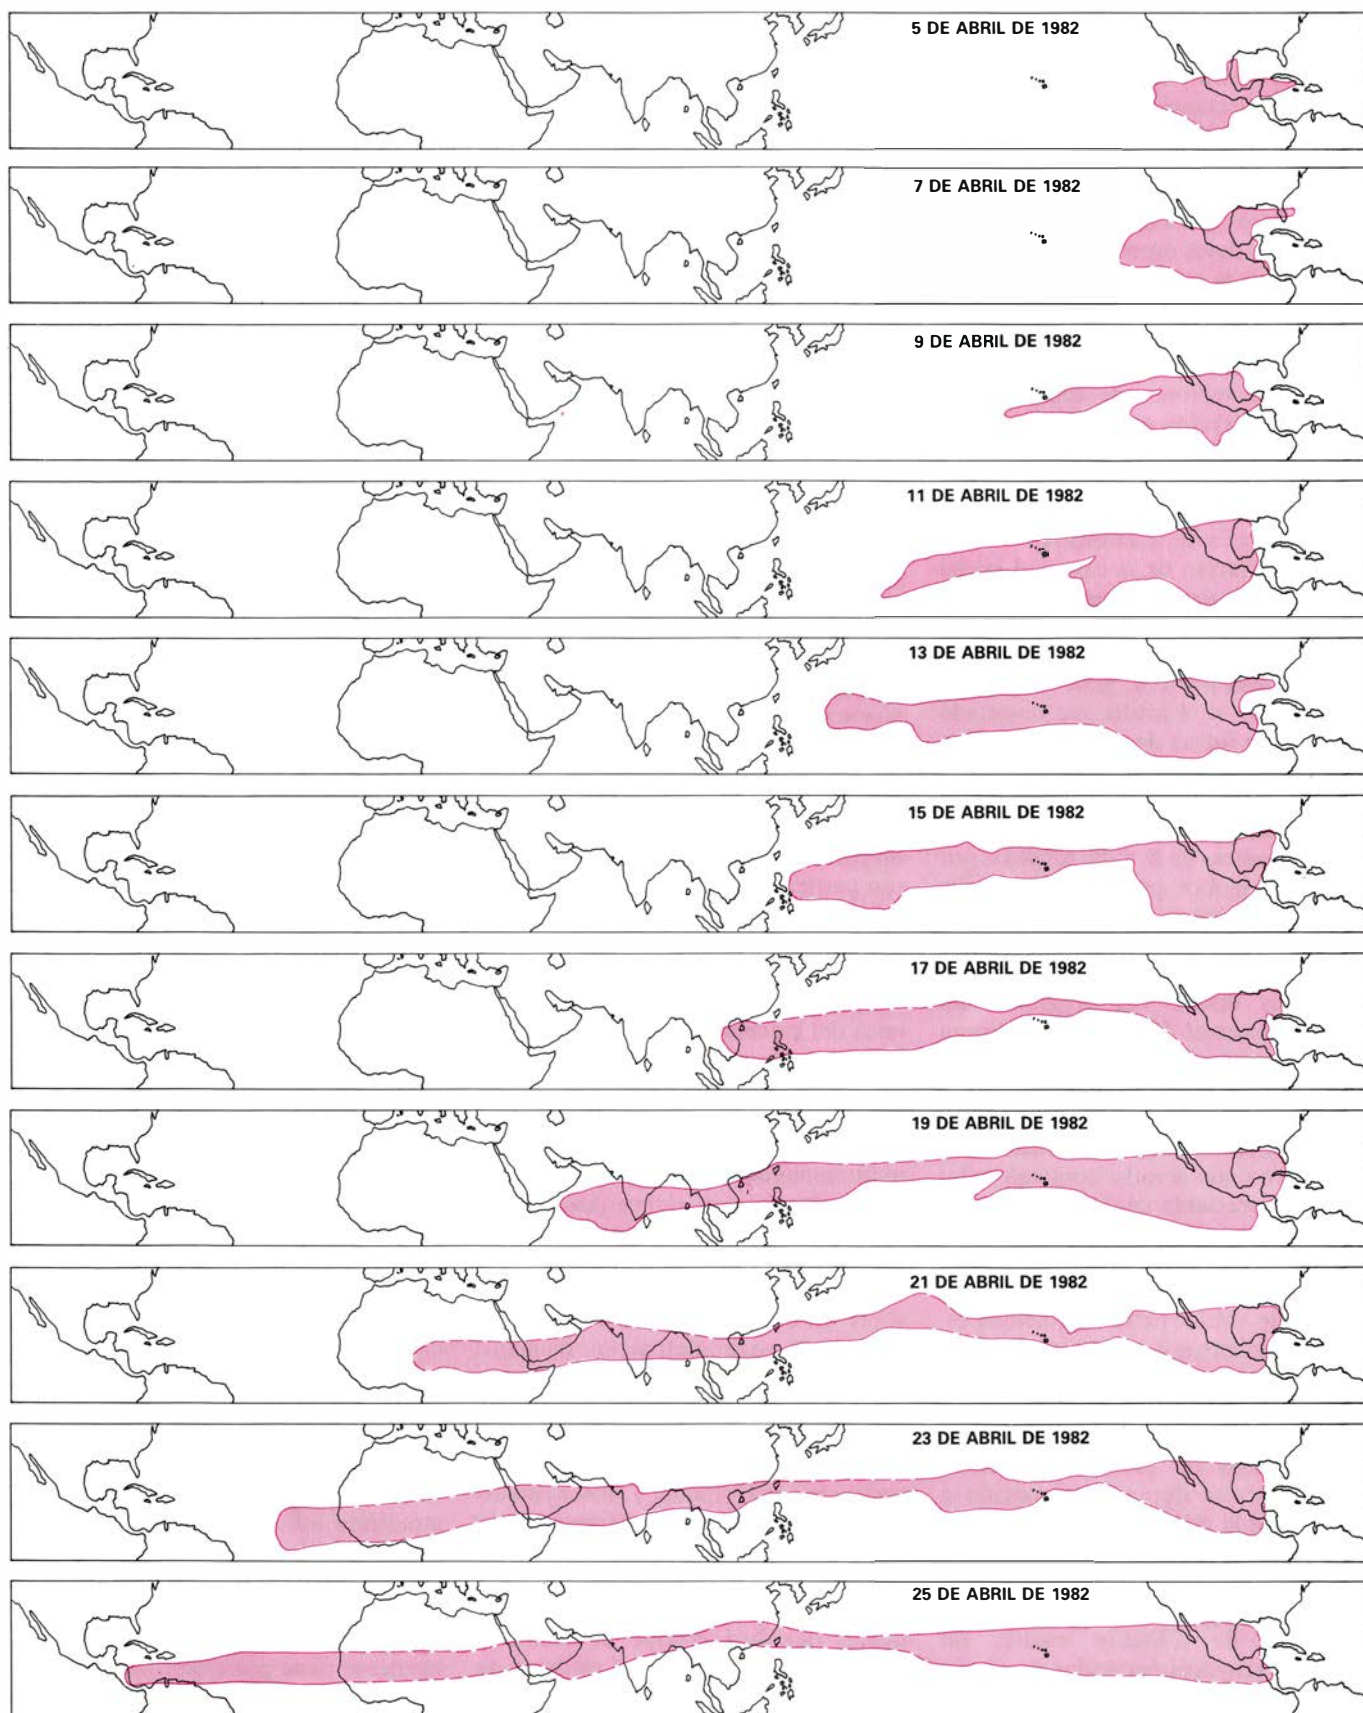 5 DE ABRIL DE 1982
7 DE ABRIL DE 1982
9 DE ABRIL DE 1982
11 DE ABRIL DE 1982
13 DE ABRIL DE 1982
15 DE ABRIL DE 1982
17 DE ABRIL DE 1982
19 DE ABRIL DE 1982
21 DE ABRIL DE 1982
23 DE ABRIL DE 1982
25 DE ABRIL DE 1982